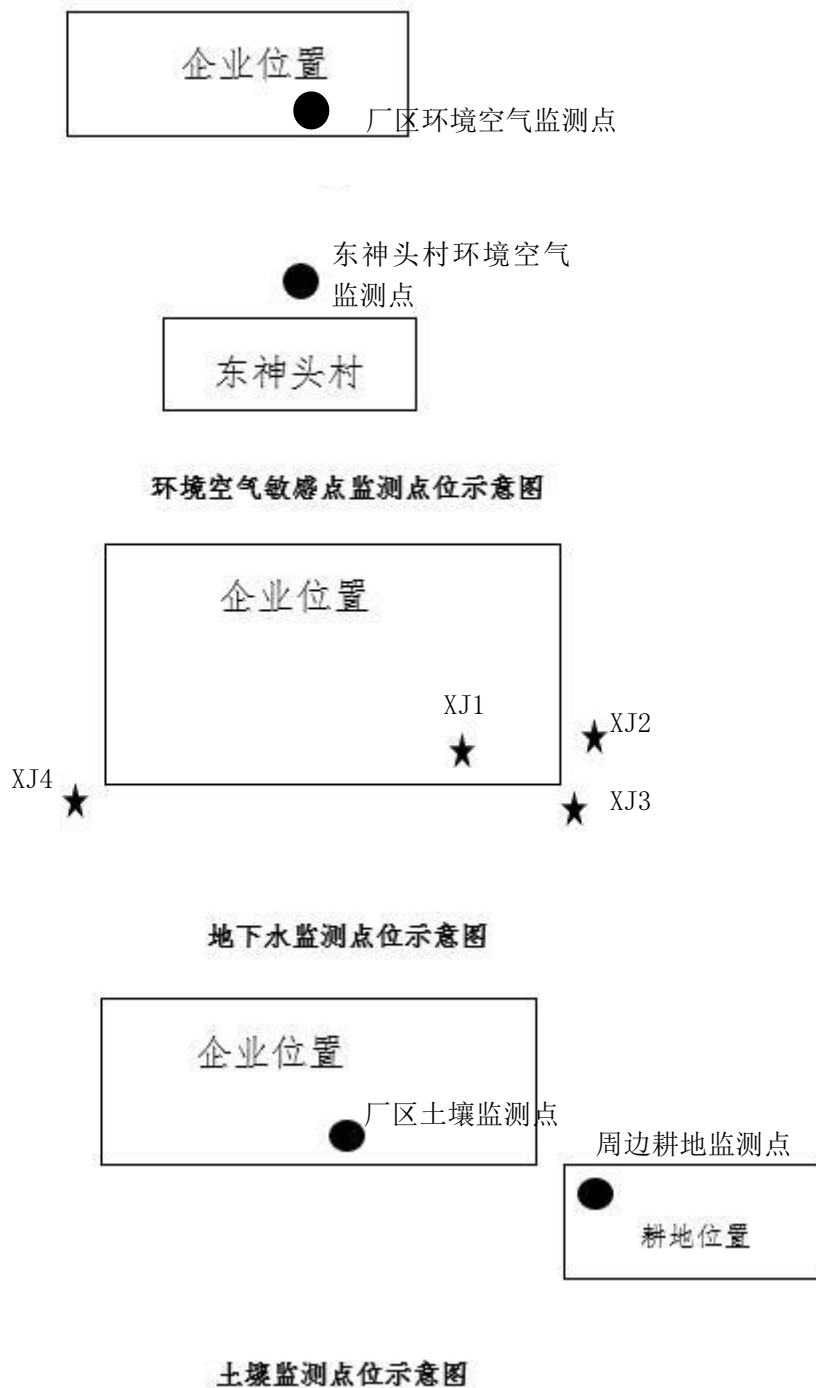 企业位置
厂区环境空气监测点
东神头村环境空气
监测点
东神头村
环境空气敏感点监测点位示意图
企业位置
XJ1
XJ2
XJ4
XJ3
地下水监测点位示意图
企业位置
厂区土壤监测点
周边耕地监测点
耕地位置
土壤监测点位示意图